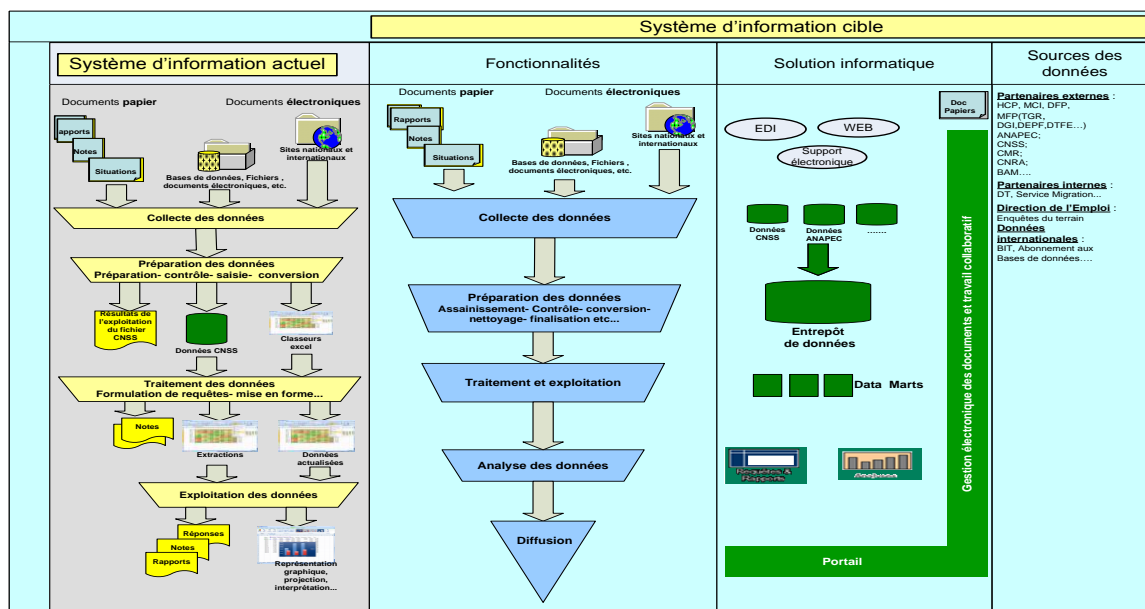 Système d'information cible
Système d'information actuel
Fonctionnalités
Solution informatique
Sources des
données
Documents papier
Documents électroniques
apports
Notes
Situations
Bases de données, Fichiers ,
documents électroniques, etc.
Sites nationaux et
internationaux
Collecte des données
Préparation des données
Préparation- contrôle- saisie- conversion
Résultats de
l'exploitation
du fichier
CNSS
Données CNSS
Classeurs
excel
Traitement des données
Formulation de requêtes- mise en forme...
Notes
Extractions
Données
actualisées
Exploitation des données
Réponses
Notes
Rapports
Représentation
graphique,
projection,
interprétation...
Documents papier
Documents électroniques
Rapports
Notes
Situations
Bases de données, Fichiers ,
documents électroniques, etc.
Sites nationaux et
internationaux
Collecte des données
Préparation des données
Assainissement- Contrôle- conversion-
nettoyage- finalisation etc...
Traitement et exploitation
Analyse des données
Diffusion
Doc
Papiers
EDI
WEB
Support
électronique
Données
CNSS
Données
ANAPEC
.......
Entrepôt
de données
Data Marts
Requêtes &
Rapports
Gestion électronique des documents et travail collaboratif
Portail
Partenaires externes :
HCP, MCI, DFP,
MFP(TGR,
DGI,DEPF,DTFE...)
ANAPEC;
CNSS;
CMR;
CNRA;
BAM....
Partenaires internes :
DT, Service Migration...
Direction de l'Emploi :
Enquêtes du terrain
Données
internationales :
BIT, Abonnement aux
Bases de données....